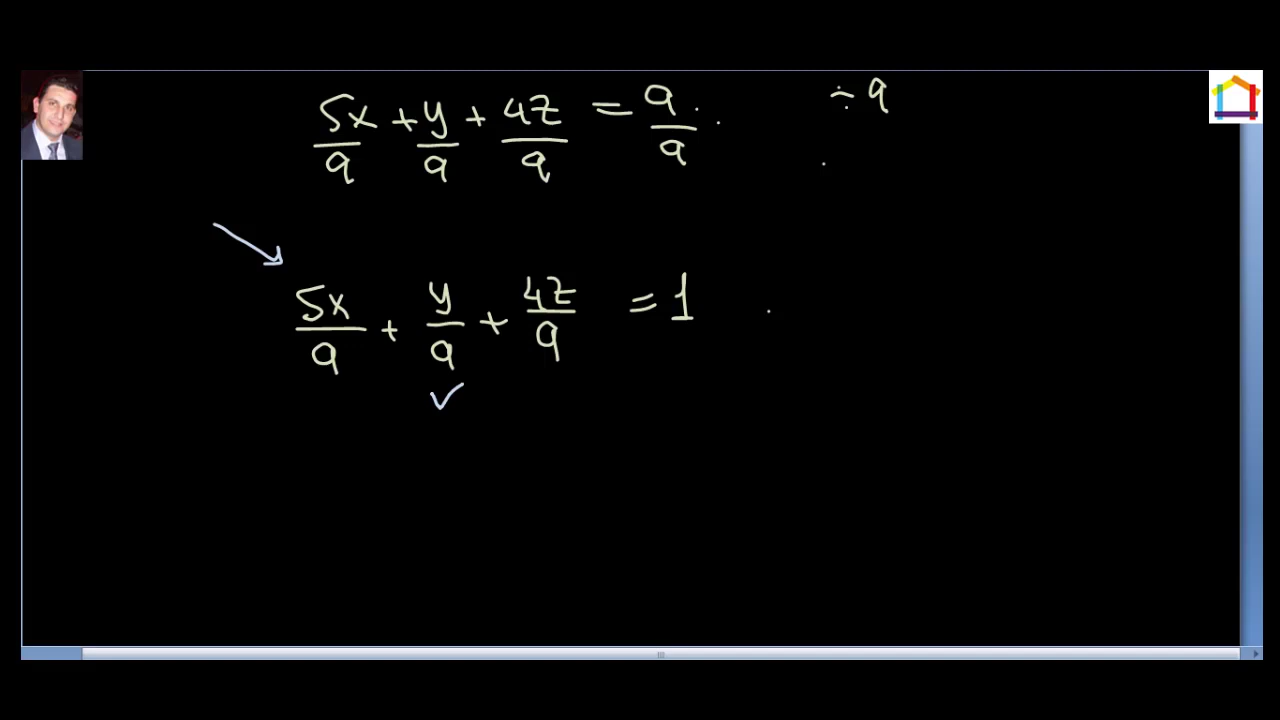 5x/9 + y/9 + 4z/9 = 9/9 ÷ 9
5x/9 + y/9 + 4z/9 = 1